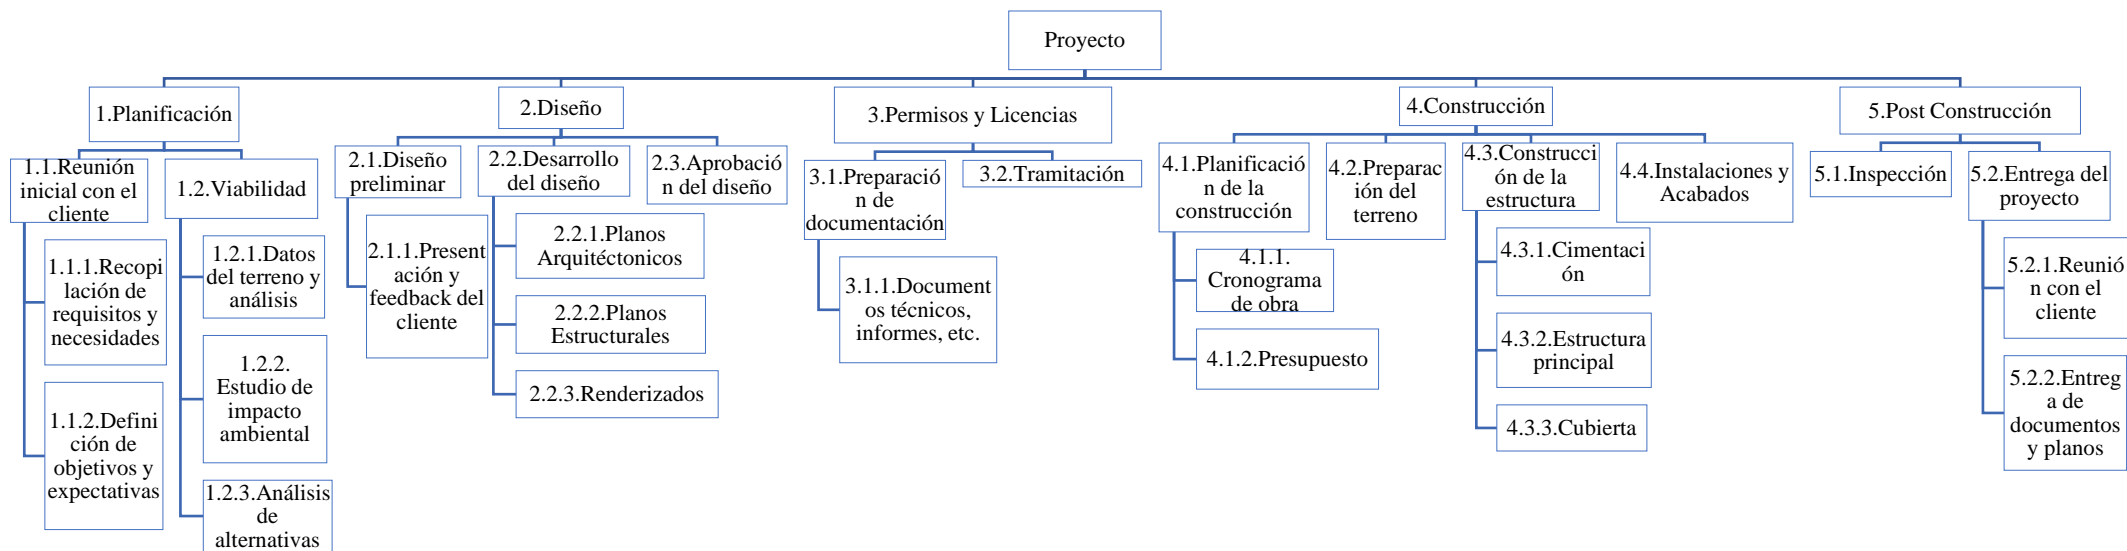 Proyecto
1.Planificación
2.Diseño
3.Permisos y Licencias
4.Construcción
5.Post Construcción
1.1.Reunión
inicial con el
cliente
1.1.1.Recopi
lación de
requisitos y
necesidades
1.1.2.Defini
ción de
objetivos y
expectativas
1.2.Viabilidad
1.2.1.Datos
del terreno y
análisis
1.2.2.
Estudio de
impacto
ambiental
1.2.3.Análisis
de
alternativas
2.1.Diseño
preliminar
2.1.1.Present
ación y
feedback del
cliente
2.2.Desarrollo
del diseño
2.2.1.Planos
Arquitéctonicos
2.2.2.Planos
Estructurales
2.2.3.Renderizados
2.3.Aprobació
n del diseño
3.1.Preparació
n de
documentación
3.1.1.Document
os técnicos,
informes, etc.
3.2.Tramitación
4.1.Planificació
n de la
construcción
4.1.1.
Cronograma
de obra
4.1.2.Presupuesto
4.2.Prepara
ción del
terreno
4.3.Construcci
ón de la
estructura
4.3.1.Cimentac
ión
4.3.2.Estructura
principal
4.3.3.Cubierta
4.4.Instalaciones y
Acabados
5.1.Inspección
5.2.Entrega del
proyecto
5.2.1.Reunió
n con el
cliente
5.2.2.Entreg
a de
documentos
y planos